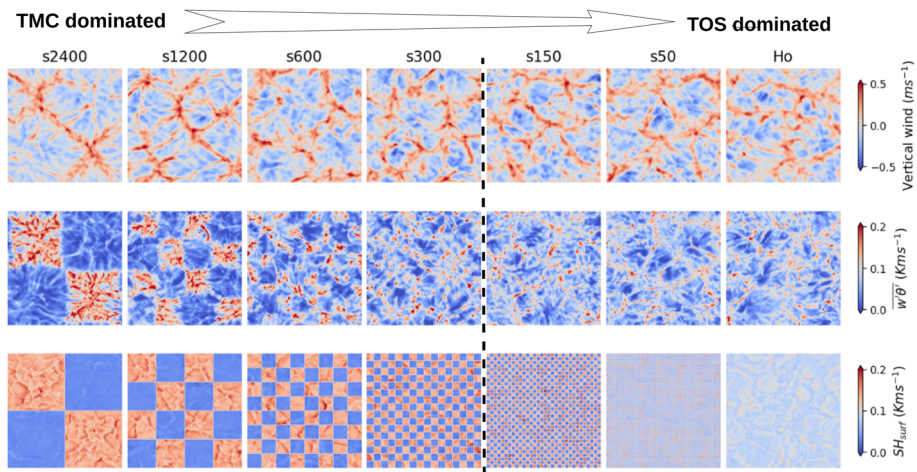 TMC dominated
TOS dominated
s2400 s1200 s600 s300 s150 s50 Ho
0.5
0.0
−0.5
Vertical wind (ms⁻¹)
0.2
0.1
0.0
w'θ' (Kms⁻¹)
0.2
0.1
0.0
SHsurf (Kms⁻¹)